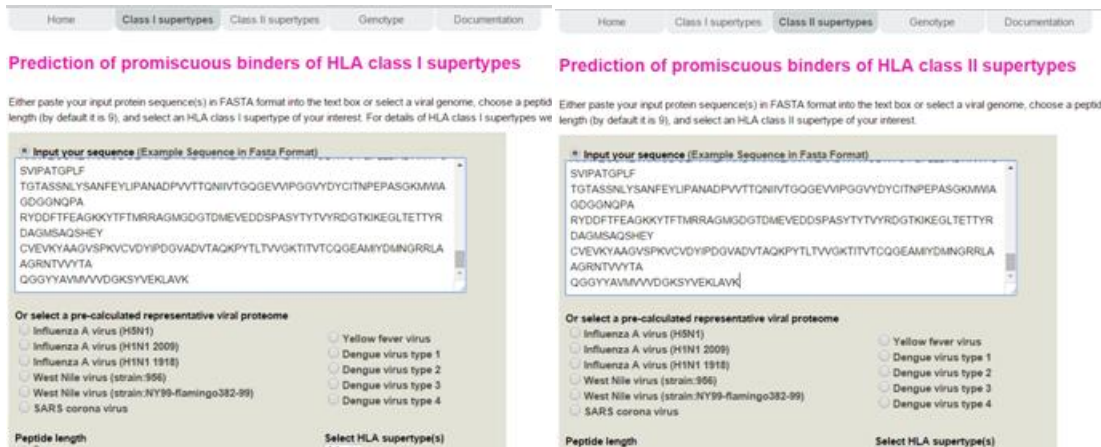 Home Class I supertypes Class II supertypes Genotype Documentation
Prediction of promiscuous binders of HLA class I supertypes
Either paste your input protein sequence(s) in FASTA format into the text box or select a viral genome, choose a peptid
length (by default it is 9), and select an HLA class I supertype of your interest. For details of HLA class I supertypes we
Input your sequence (Example Sequence in Fasta Format)
SVIPATGPLF
TGTASSNLYSANFEYLIPANADPVVTTQNIIVTGQGEVVIPGGVYDYCITNPEPASGKMWIA
GDGGNQPA
RYDDFTFEAGKKYTFTMRRAGMGDGTDMEVEDDSPASYTYTVYRDGTKIKEGLTETTYR
DAGMSAQSHEY
CVEVKYAAGVSPKVCVDYIPDGVADVTAQKPYTLTVVGKTITVTCQGEAMIYDMNGRRLA
AGRNTVVYTA
QGGYYAVMVVVDGKSYVEKLAVK
Or select a pre-calculated representative viral proteome
Influenza A virus (H5N1)
Influenza A virus (H1N1 2009)
Influenza A virus (H1N1 1918)
West Nile virus (strain:956)
West Nile virus (strain:NY99-flamingo382-99)
SARS corona virus
Yellow fever virus
Dengue virus type 1
Dengue virus type 2
Dengue virus type 3
Dengue virus type 4
Peptide length Select HLA supertype(s)
Home Class I supertypes Class II supertypes Genotype Documentation
Prediction of promiscuous binders of HLA class II supertypes
Either paste your input protein sequence(s) in FASTA format into the text box or select a viral genome, choose a peptid
length (by default it is 9), and select an HLA class II supertype of your interest.
Input your sequence (Example Sequence in Fasta Format)
SVIPATGPLF
TGTASSNLYSANFEYLIPANADPVVTTQNIIVTGQGEVVIPGGVYDYCITNPEPASGKMWIA
GDGGNQPA
RYDDFTFEAGKKYTFTMRRAGMGDGTDMEVEDDSPASYTYTVYRDGTKIKEGLTETTYR
DAGMSAQSHEY
CVEVKYAAGVSPKVCVDYIPDGVADVTAQKPYTLTVVGKTITVTCQGEAMIYDMNGRRLA
AGRNTVVYTA
QGGYYAVMVVVDGKSYVEKLAVK
Or select a pre-calculated representative viral proteome
Influenza A virus (H5N1)
Influenza A virus (H1N1 2009)
Influenza A virus (H1N1 1918)
West Nile virus (strain:956)
West Nile virus (strain:NY99-flamingo382-99)
SARS corona virus
Yellow fever virus
Dengue virus type 1
Dengue virus type 2
Dengue virus type 3
Dengue virus type 4
Peptide length Select HLA supertype(s)